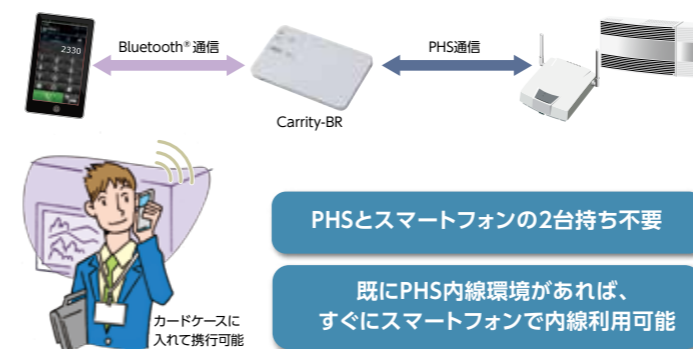 2330
Bluetooth® 通信
PHS通信
Carrity-BR
カードケースに
入れて携行可能
PHSとスマートフォンの2台持ち不要
既にPHS内線環境があれば、
すぐにスマートフォンで内線利用可能